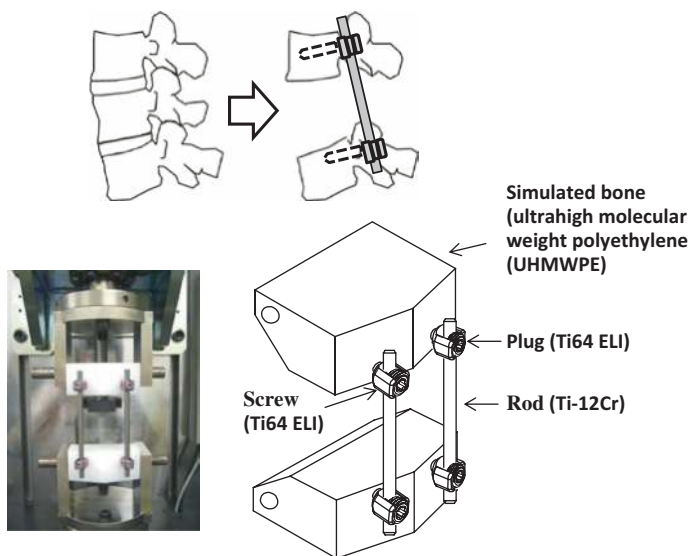 Simulated bone
(ultrahigh molecular
weight polyethylene
(UHMWPE)
Plug (Ti64 ELI)
Screw
(Ti64 ELI)
Rod (Ti-12Cr)